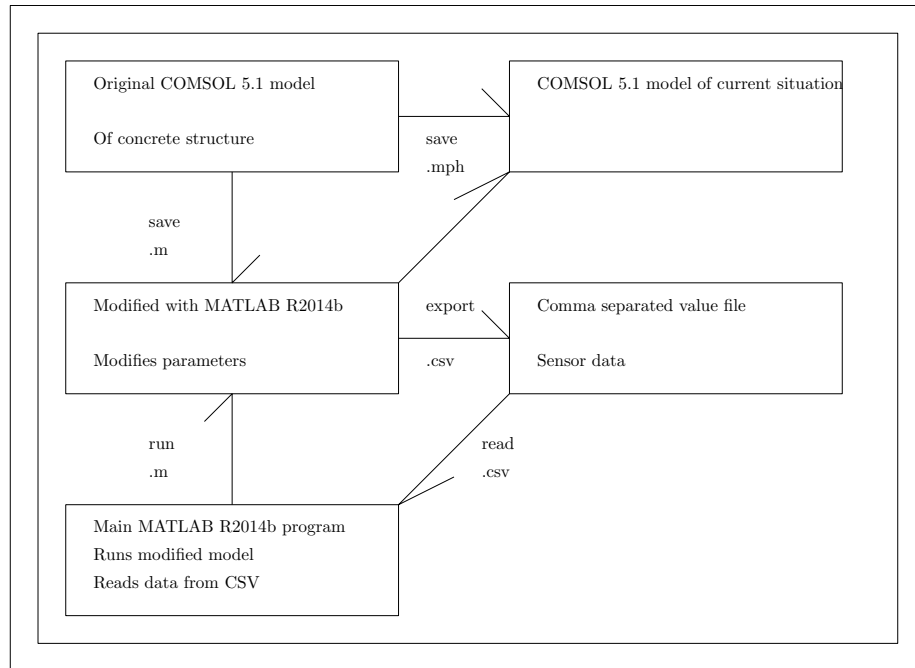 Original COMSOL 5.1 model
Of concrete structure
save
.mph
COMSOL 5.1 model of current situation
save
.m
Modified with MATLAB R2014b
Modifies parameters
export
.csv
Comma separated value file
Sensor data
run
.m
read
.csv
Main MATLAB R2014b program
Runs modified model
Reads data from CSV